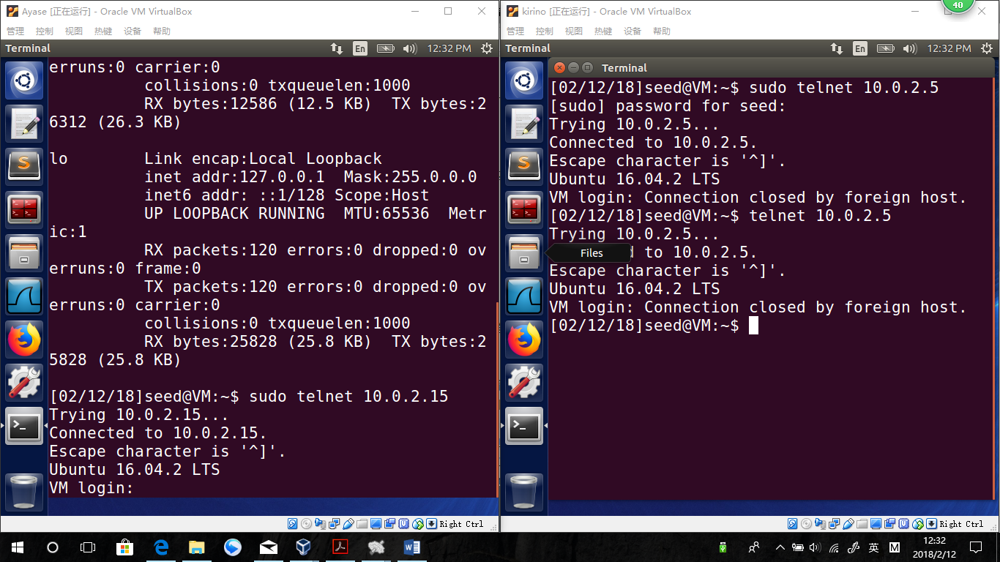 Ayase [正在运行] - Oracle VM VirtualBox
管理 控制 视图 热键 设备 帮助
Terminal En 12:32 PM
erruns:0 carrier:0
collisions:0 txqueuelen:1000
RX bytes:12586 (12.5 KB)  TX bytes:2
6312 (26.3 KB)
lo        Link encap:Local Loopback
inet addr:127.0.0.1  Mask:255.0.0.0
inet6 addr: ::1/128 Scope:Host
UP LOOPBACK RUNNING  MTU:65536  Metr
ic:1
RX packets:120 errors:0 dropped:0 ov
erruns:0 frame:0
TX packets:120 errors:0 dropped:0 ov
erruns:0 carrier:0
collisions:0 txqueuelen:1000
RX bytes:25828 (25.8 KB)  TX bytes:2
5828 (25.8 KB)
[02/12/18]seed@VM:~$ sudo telnet 10.0.2.15
Trying 10.0.2.15...
Connected to 10.0.2.15.
Escape character is '^]'.
Ubuntu 16.04.2 LTS
VM login:
Right Ctrl
kirino [正在运行] - Oracle VM VirtualBox
40
管理 控制 视图 热键 设备 帮助
Terminal En 12:32 PM
Terminal
[02/12/18]seed@VM:~$ sudo telnet 10.0.2.5
[sudo] password for seed:
Trying 10.0.2.5...
Connected to 10.0.2.5.
Escape character is '^]'.
Ubuntu 16.04.2 LTS
VM login: Connection closed by foreign host.
[02/12/18]seed@VM:~$ telnet 10.0.2.5
Trying 10.0.2.5...
Files
to 10.0.2.5.
Escape character is '^]'.
Ubuntu 16.04.2 LTS
VM login: Connection closed by foreign host.
[02/12/18]seed@VM:~$
Right Ctrl
英 M 12:32
2018/2/12